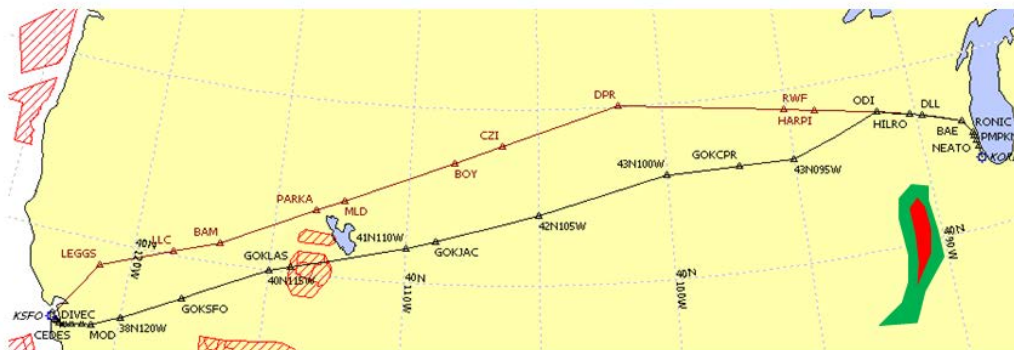 DPR
RWF
HARPI
ODI
DLL
HILRO
BAE
RONIC
PMPKN
NEATO
CZI
BOY
GOKCPR
43N100W
43N095W
PARKA
MLD
42N105W
BAM
41N110W
GOKJAC
LLC
40N
120W
LEGGS
GOKLAS
40N115W
40N
110W
40N
100W
40N
90W
GOKSFO
KSFO
DIVEC
CEDES
MOD
38N120W